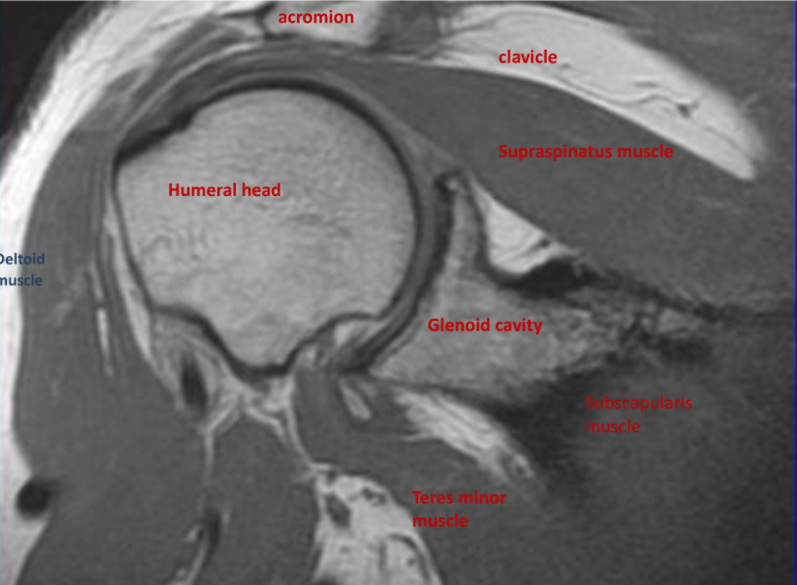 acromion
clavicle
Supraspinatus muscle
Humeral head
Deltoid
muscle
Glenoid cavity
Subscapularis
muscle
Teres minor
muscle